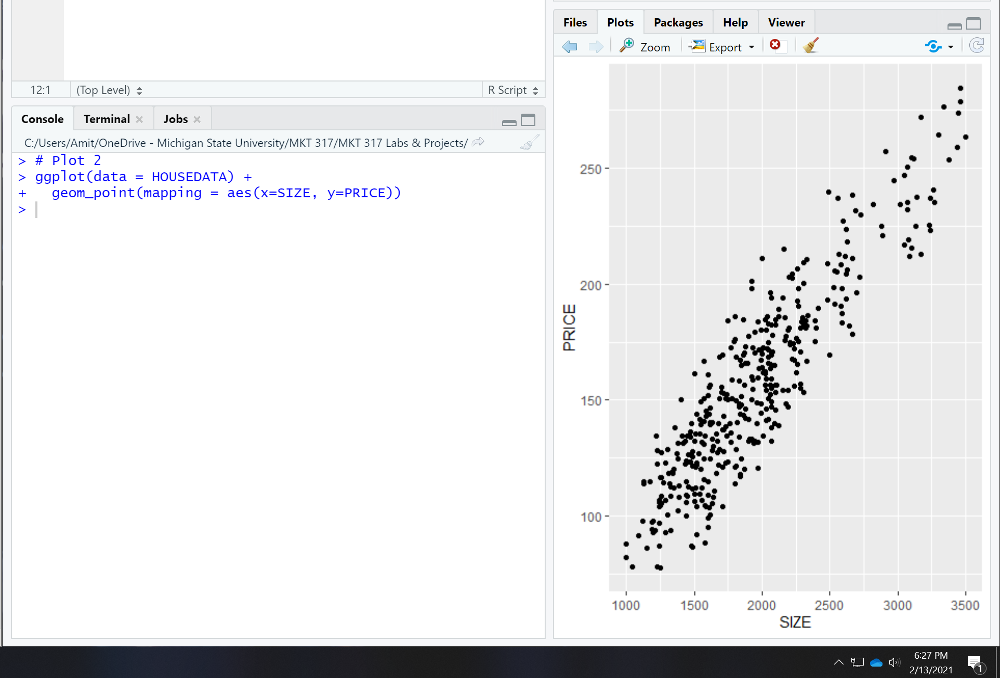 12:1 (Top Level) R Script
Console Terminal Jobs
C:/Users/Amit/OneDrive - Michigan State University/MKT 317/MKT 317 Labs & Projects/
> # Plot 2
> ggplot(data = HOUSEDATA) +
+   geom_point(mapping = aes(x=SIZE, y=PRICE))
>
Files Plots Packages Help Viewer
Zoom Export
250
200
150
100
PRICE
1000 1500 2000 2500 3000 3500
SIZE
6:27 PM
2/13/2021
1